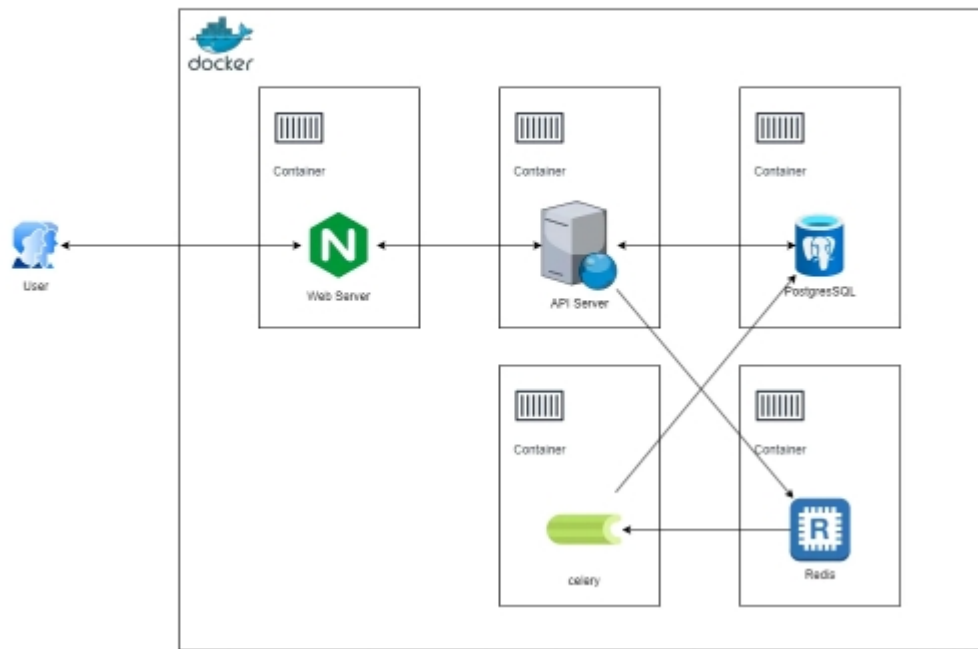 docker
Container
Container
Container
N
User
Web Server
API Server
PostgresSQL
Container
Container
R
celery
Redis